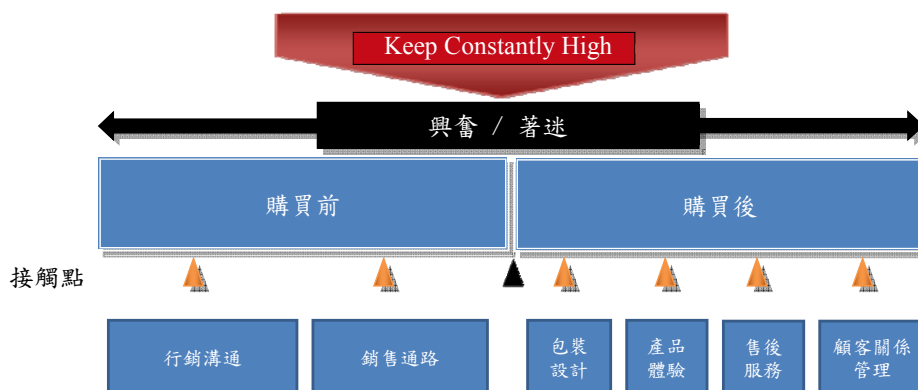 Keep Constantly High
興奮 / 著迷
購買前
購買後
接觸點
行銷溝通
銷售通路
包裝
設計
產品
體驗
售後
服務
顧客關係
管理